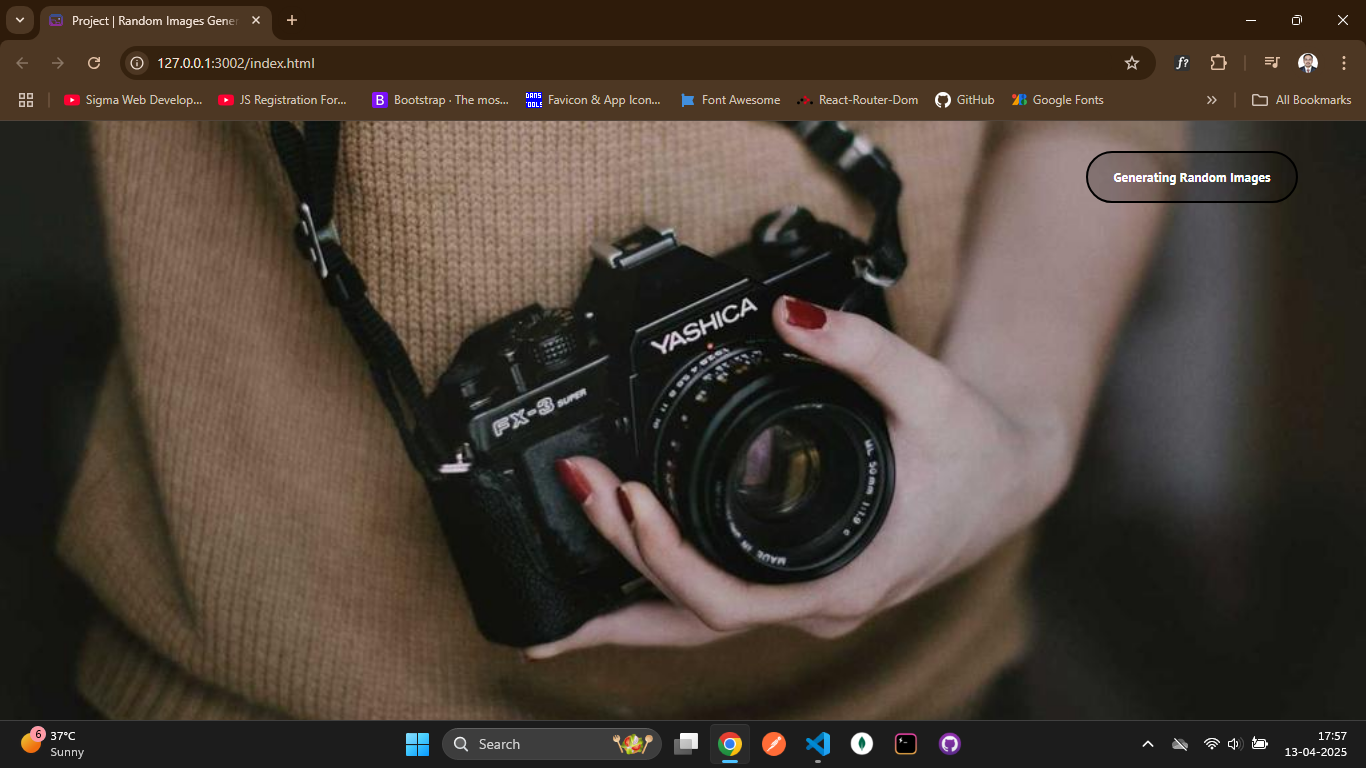 Project | Random Images Gener
127.0.0.1:3002/index.html
f?
Sigma Web Develop...
JS Registration For...
B
Bootstrap · The mos...
DANS TOOLS
Favicon & App Icon...
Font Awesome
React-Router-Dom
GitHub
Google Fonts
»
All Bookmarks
Generating Random Images
YASHICA
FX-3 SUPER
ML 50mm 1:1.9 c
MADE IN
6
37°C
Sunny
Search
17:57
13-04-2025